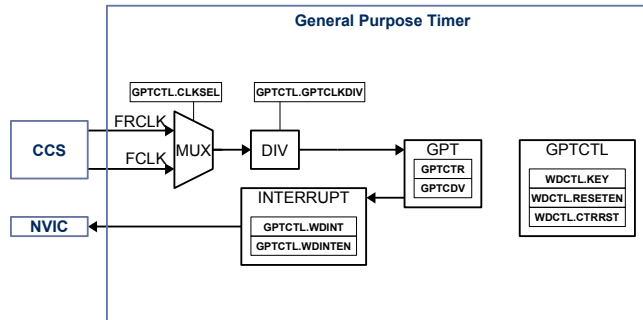 General Purpose Timer
GPTCTL.CLKSEL
GPTCTL.GPTCLKDIV
CCS
FRCLK
FCLK
MUX
DIV
GPT
GPTCTR
GPTCDV
GPTCTL
WDCTL.KEY
WDCTL.RESETEN
WDCTL.CTRRST
INTERRUPT
GPTCTL.WDINT
GPTCTL.WDINTEN
NVIC